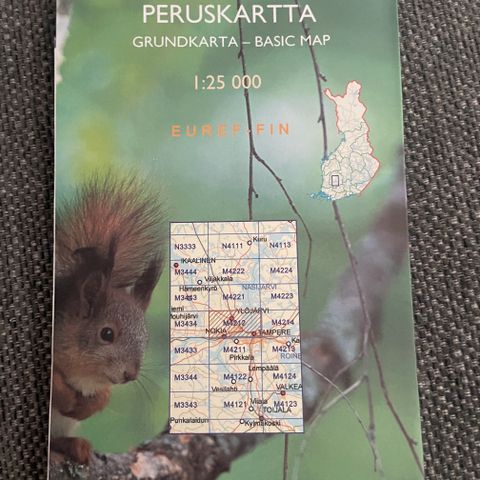 PERUSKARTTA
GRUNDKARTA – BASIC MAP
1:25 000
EUREF-FIN
Kuru
N3333 N4111 N4113
IKAALINEN
M3444 M4222 M4224
Viljakkala
Hämeenkyrö NÄSIJÄRVI
M4221 M4223
YLÖJÄRVI
M3434 M4212 M4214
NOKIA TAMPERE
M3433 M4211 M4213
Pirkkala ROINE
Lempäälä
M3344 M4122 M4124
Vesilahti VALKEA
Viiala
M3343 M4121 M4123
TOIJALA
Punkalaidun Kylmäkoski